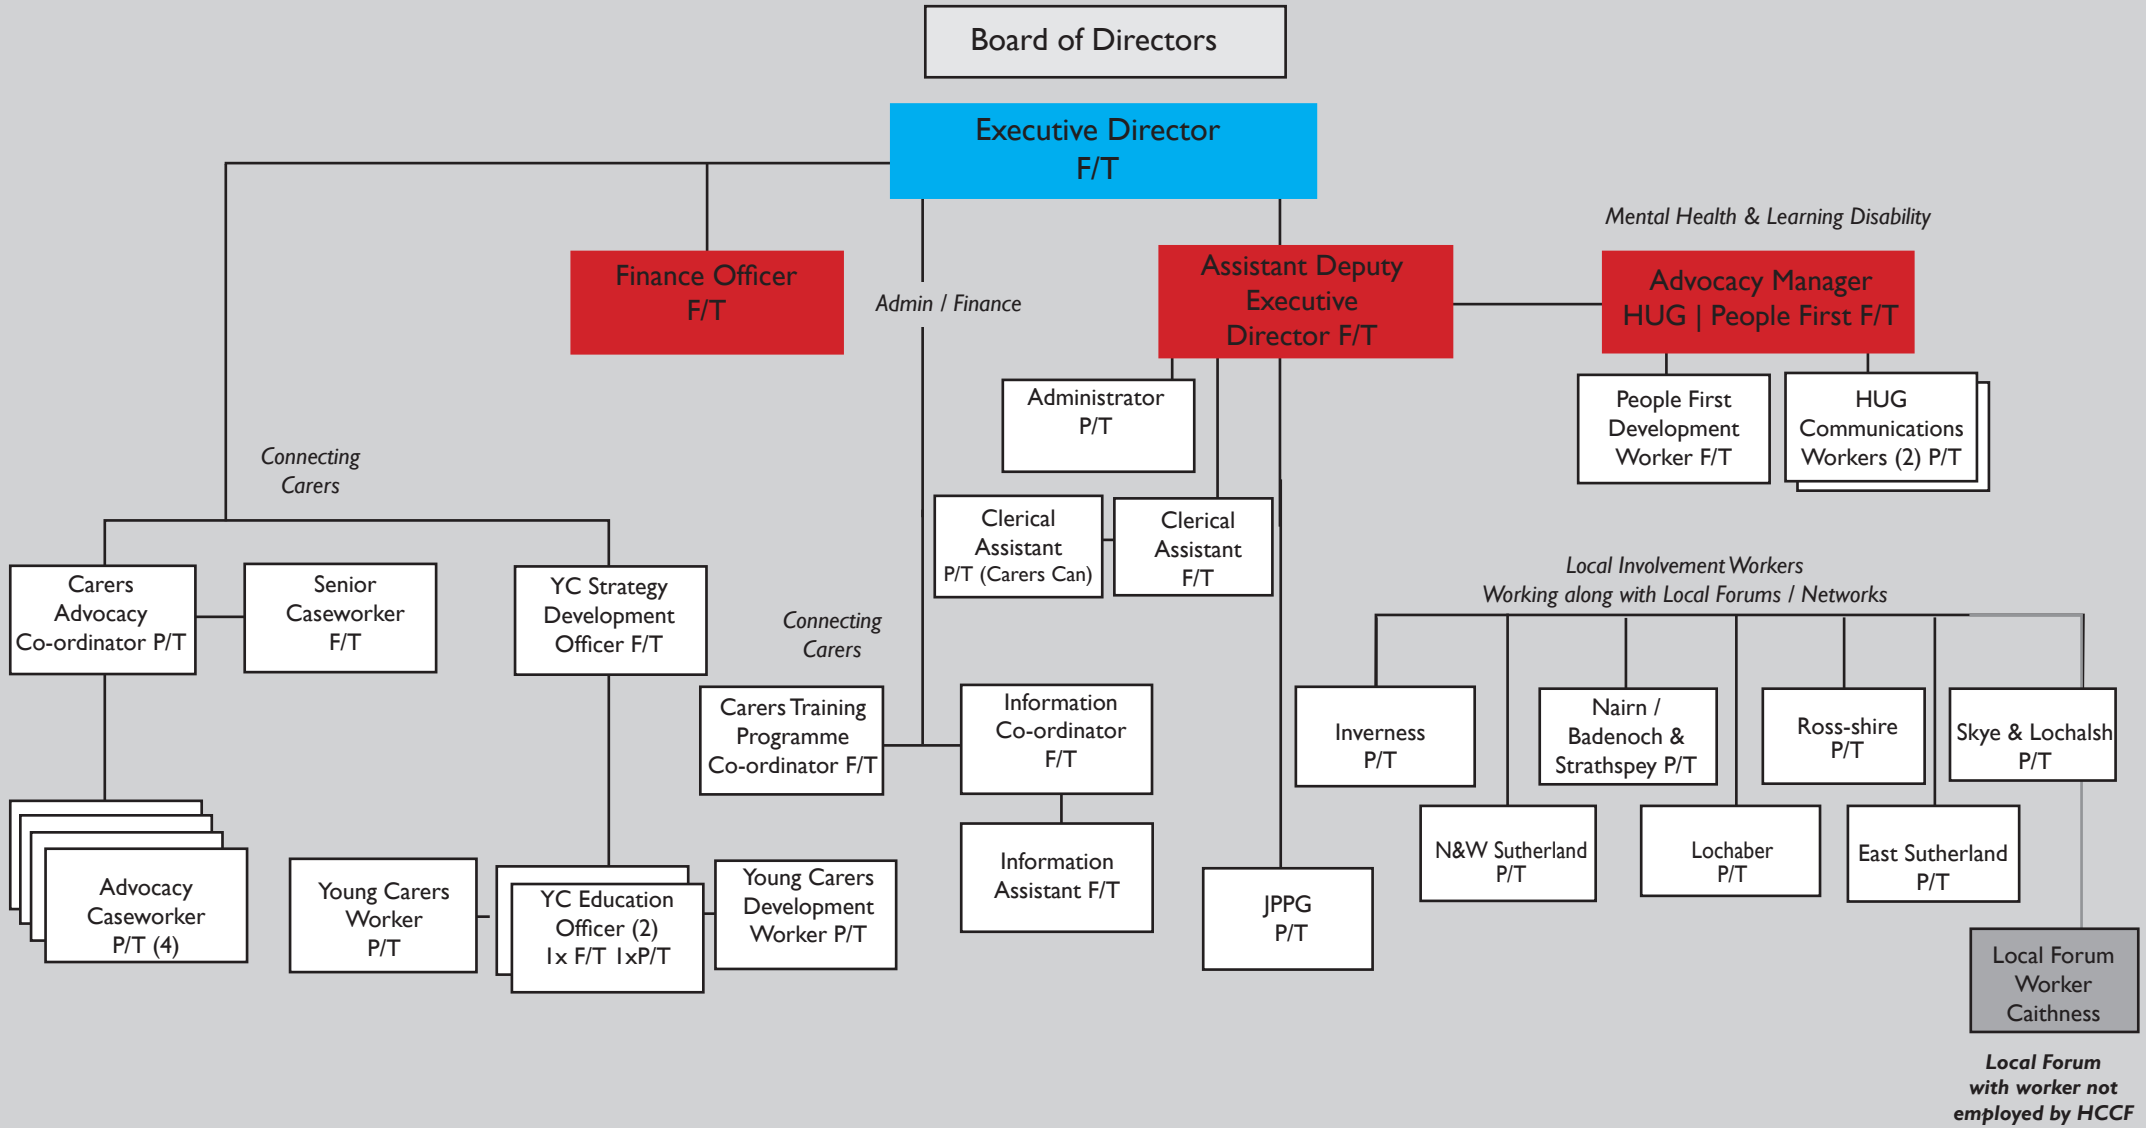 Board of Directors
Executive Director
F/T
Mental Health & Learning Disability
Finance Officer
F/T
Admin / Finance
Assistant Deputy
Executive
Director F/T
Advocacy Manager
HUG | People First F/T
Administrator
P/T
People First
Development
Worker F/T
HUG
Communications
Workers (2) P/T
Connecting
Carers
Clerical
Assistant
P/T (Carers Can)
Clerical
Assistant
F/T
Local Involvement Workers
Working along with Local Forums / Networks
Carers
Advocacy
Co-ordinator P/T
Senior
Caseworker
F/T
YC Strategy
Development
Officer F/T
Connecting
Carers
Carers Training
Programme
Co-ordinator F/T
Information
Co-ordinator
F/T
Inverness
P/T
Nairn /
Badenoch &
Strathspey P/T
Ross-shire
P/T
Skye & Lochalsh
P/T
N&W Sutherland
P/T
Lochaber
P/T
East Sutherland
P/T
Advocacy
Caseworker
P/T (4)
Young Carers
Worker
P/T
YC Education
Officer (2)
1x F/T 1xP/T
Young Carers
Development
Worker P/T
Information
Assistant F/T
JPPG
P/T
Local Forum
Worker
Caithness
Local Forum
with worker not
employed by HCCF